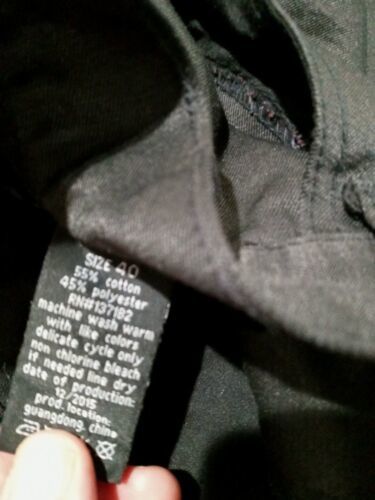 SIZE 40
55% cotton
45% polyester
RN#137182
machine wash warm
with like colors
delicate cycle only
non chlorine bleach
if needed line dry
date of production:
12/2015
prod. location:
guangdong, china